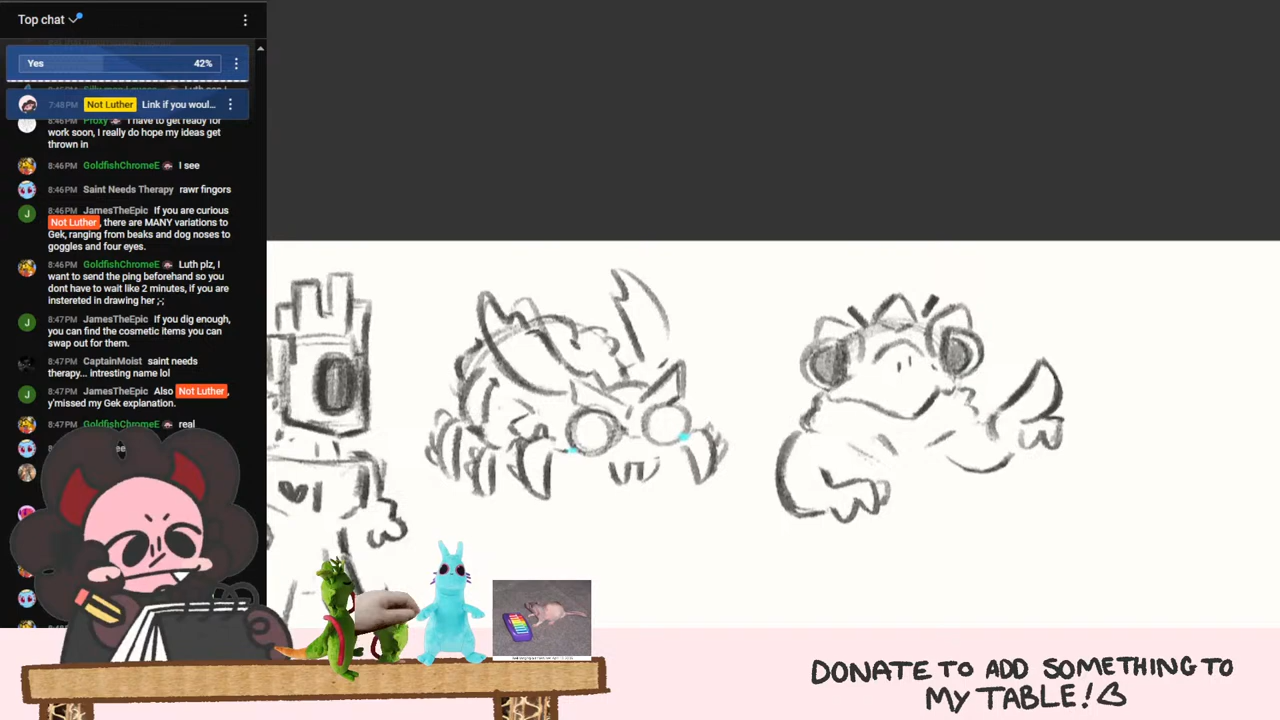 Top chat
Yes 42%
7:48PM Not Luther Link if you woul...
Proxy I have to get ready for
work soon, I really do hope my ideas get
thrown in
8:46PM GoldfishChromeE I see
8:46PM Saint Needs Therapy rawr fingors
8:46PM JamesTheEpic If you are curious
Not Luther, there are MANY variations to
Gek, ranging from beaks and dog noses to
goggles and four eyes.
8:46PM GoldfishChromeE Luth plz, I
want to send the ping beforehand so you
dont have to wait like 2 minutes, if you are
instereted in drawing her ;-;
8:47PM JamesTheEpic If you dig enough,
you can find the cosmetic items you can
swap out for them.
8:47PM CaptainMoist saint needs
therapy... intresting name lol
8:47PM JamesTheEpic Also Not Luther,
y'missed my Gek explanation.
8:47PM GoldfishChromeE real
J
J
J
DONATE TO ADD SOMETHING TO
MY TABLE!